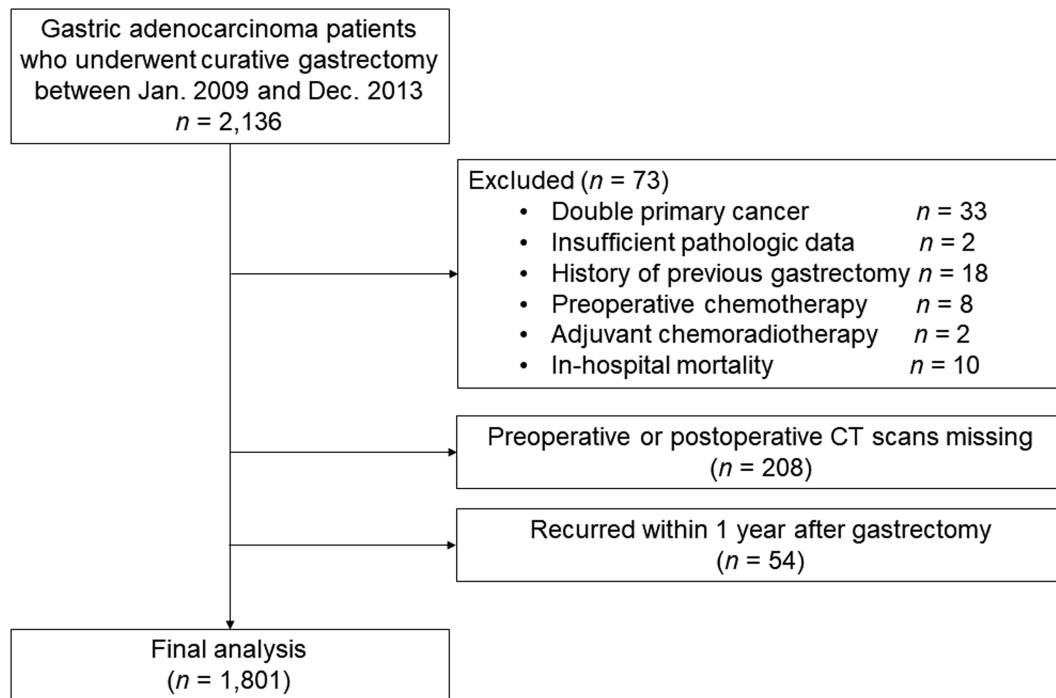 Gastric adenocarcinoma patients
who underwent curative gastrectomy
between Jan. 2009 and Dec. 2013
n = 2,136
Excluded (n = 73)
• Double primary cancer n = 33
• Insufficient pathologic data n = 2
• History of previous gastrectomy n = 18
• Preoperative chemotherapy n = 8
• Adjuvant chemoradiotherapy n = 2
• In-hospital mortality n = 10
Preoperative or postoperative CT scans missing
(n = 208)
Recurred within 1 year after gastrectomy
(n = 54)
Final analysis
(n = 1,801)